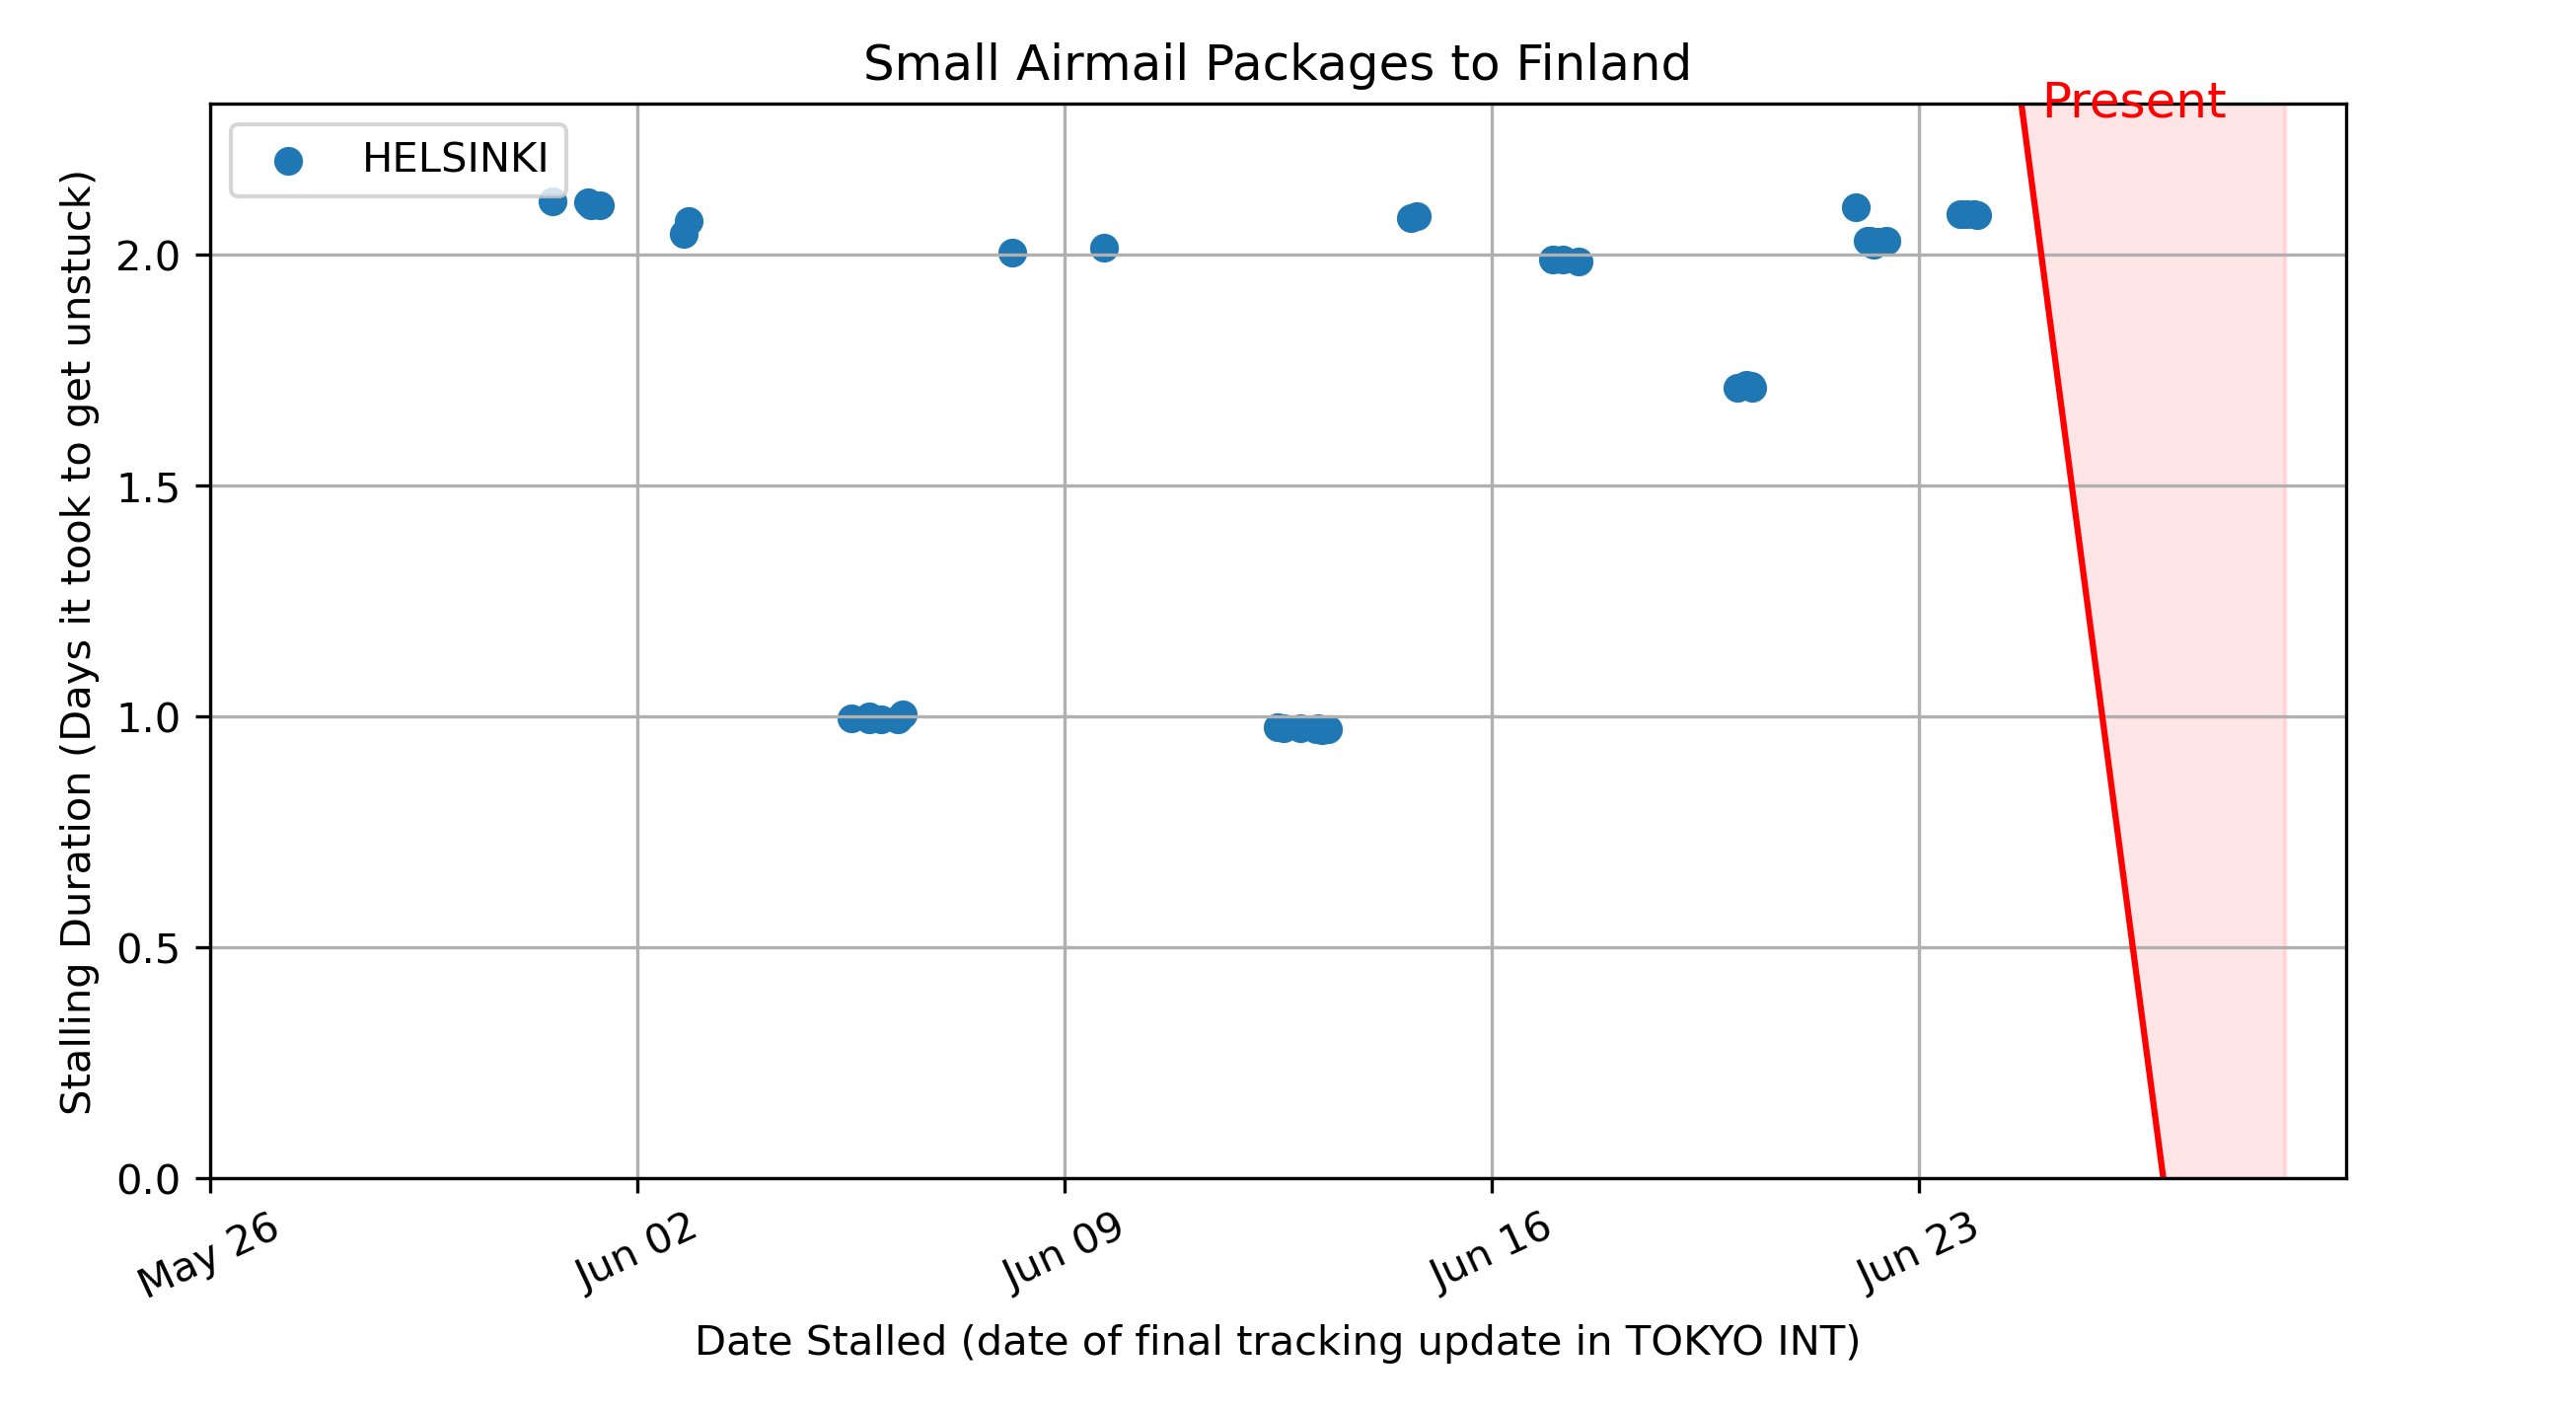 Small Airmail Packages to Finland
Present
HELSINKI
Stalling Duration (Days it took to get unstuck)
2.0
1.5
1.0
0.5
0.0
May 26
Jun 02
Jun 09
Jun 16
Jun 23
Date Stalled (date of final tracking update in TOKYO INT)